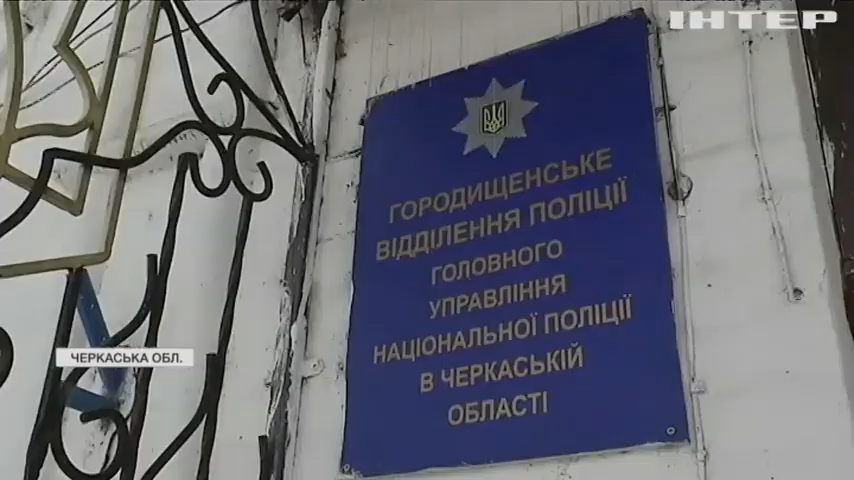 ІНТЕР
ГОРОДИЩЕНСЬКЕ
ВІДДІЛЕННЯ ПОЛІЦІЇ
ГОЛОВНОГО
УПРАВЛІННЯ
НАЦІОНАЛЬНОЇ ПОЛІЦІЇ
В ЧЕРКАСЬКІЙ
ОБЛАСТІ
ЧЕРКАСЬКА ОБЛ.